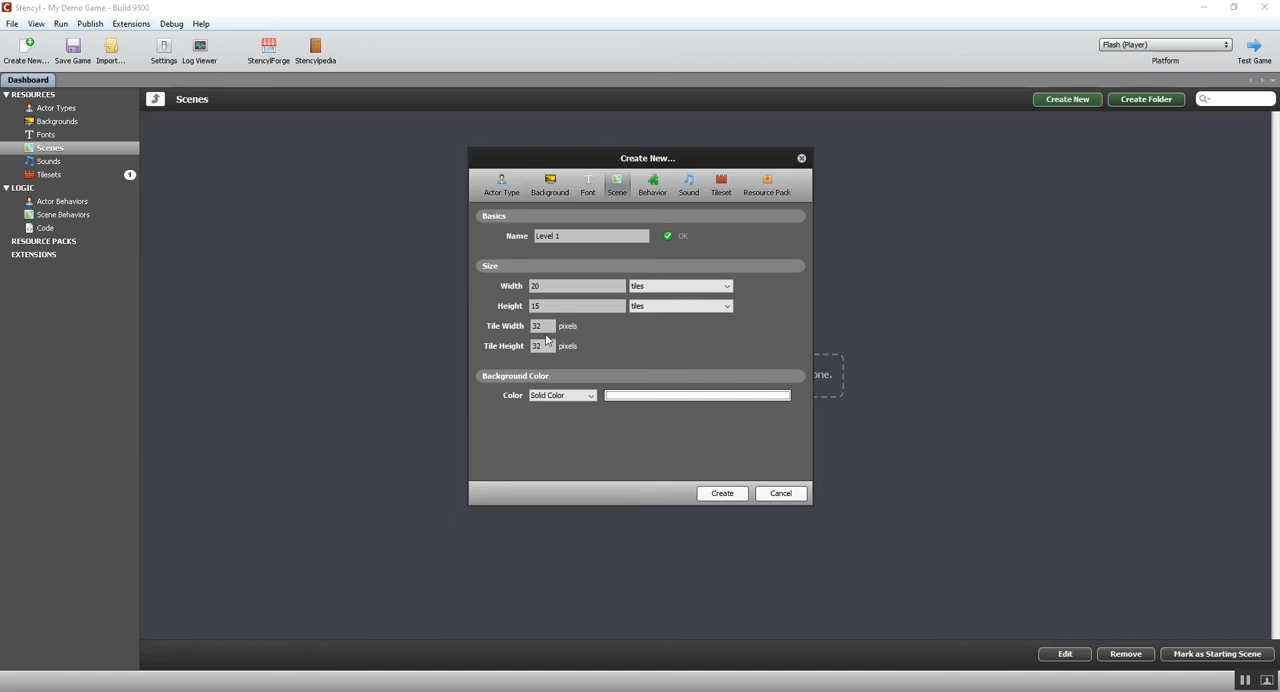 Stencyl - My Demo Game - Build 9300
File View Run Publish Extensions Debug Help
Create New... Save Game Import... Settings Log Viewer StencylForge Stencylpedia
Flash (Player)
Platform Test Game
Dashboard
RESOURCES
Actor Types
Backgrounds
Fonts
Scenes
Sounds
Tilesets 1
LOGIC
Actor Behaviors
Scene Behaviors
Code
RESOURCE PACKS
EXTENSIONS
Scenes
Create New Create Folder
Create New...
Actor Type Background Font Scene Behavior Sound Tileset Resource Pack
Basics
Name Level 1 OK
Size
Width 20 tiles
Height 15 tiles
Tile Width 32 pixels
Tile Height 32 pixels
Background Color
Color Solid Color
one.
Create Cancel
Edit Remove Mark as Starting Scene